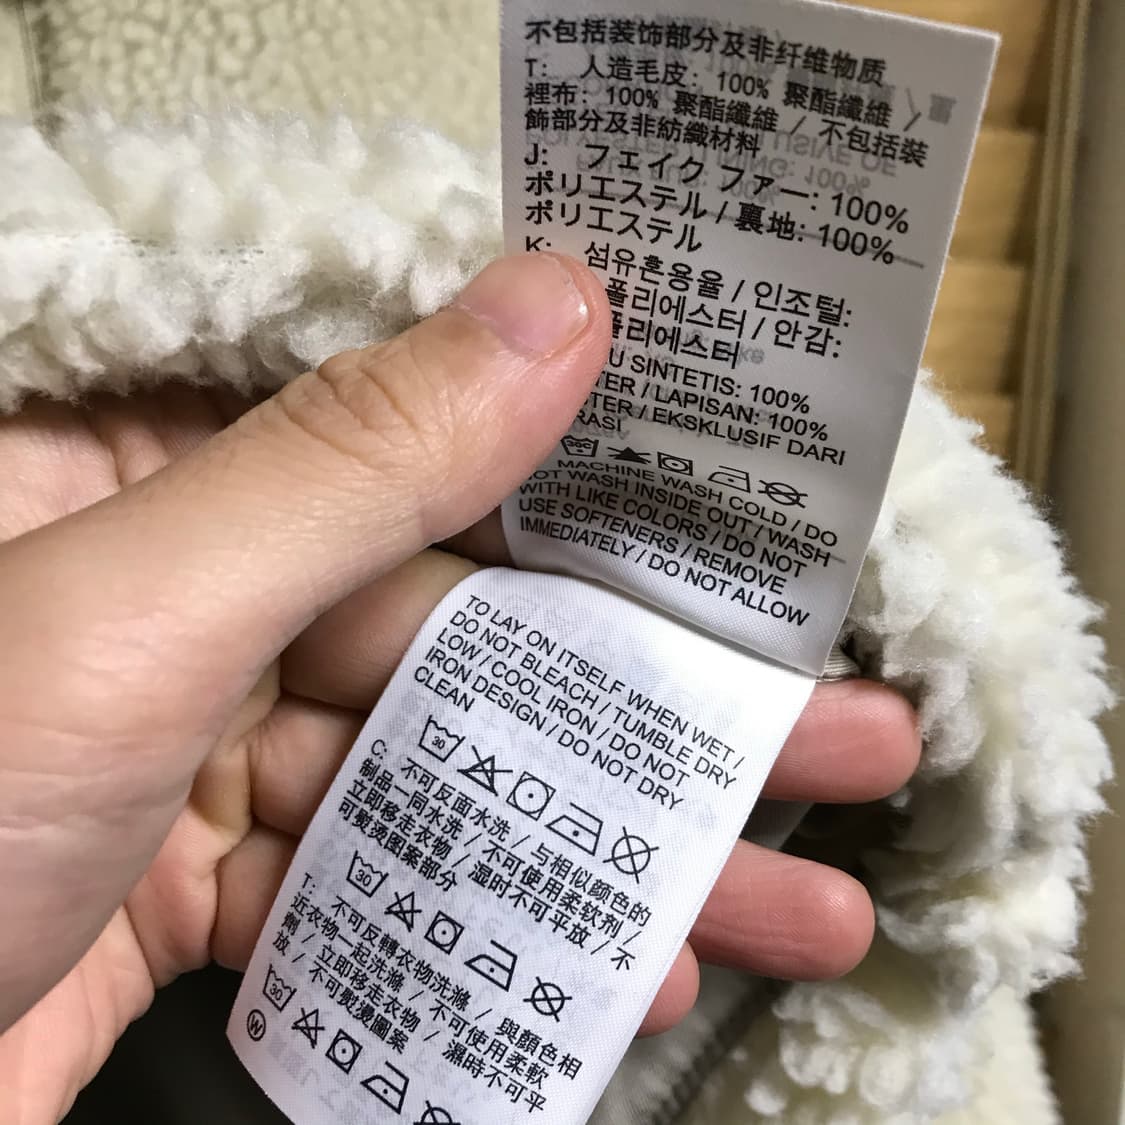 不包括装饰部分及非纤维物质
T: 人造毛皮: 100% 聚酯纖維 /
裡布: 100% 聚酯纖維 / 不包括裝
飾部分及非紡織材料
J: フェイク ファー: 100%
ポリエステル / 裏地: 100%
ポリエステル
K: 섬유혼용율 / 인조털:
폴리에스터 / 안감:
폴리에스터
SINTETIS: 100%
/ LAPISAN: 100%
/ EKSKLUSIF DARI
30C
MACHINE WASH COLD / DO
NOT WASH INSIDE OUT / WASH
WITH LIKE COLORS / DO NOT
USE SOFTENERS / REMOVE
IMMEDIATELY / DO NOT ALLOW
TO LAY ON ITSELF WHEN WET /
DO NOT BLEACH / TUMBLE DRY
LOW / COOL IRON / DO NOT
IRON DESIGN / DO NOT DRY
CLEAN
30
C: 不可反面水洗 / 与相似颜色的
制品一同水洗 / 不可使用柔软剂 /
立即移走衣物 / 湿时不可平放 / 不
可熨烫图案部分
30
T: 不可反轉衣物洗滌 / 與顏色相
近衣物一起洗滌 / 不可使用柔軟
劑 / 立即移走衣物 / 濕時不可平
放 / 不可熨燙圖案
30
W